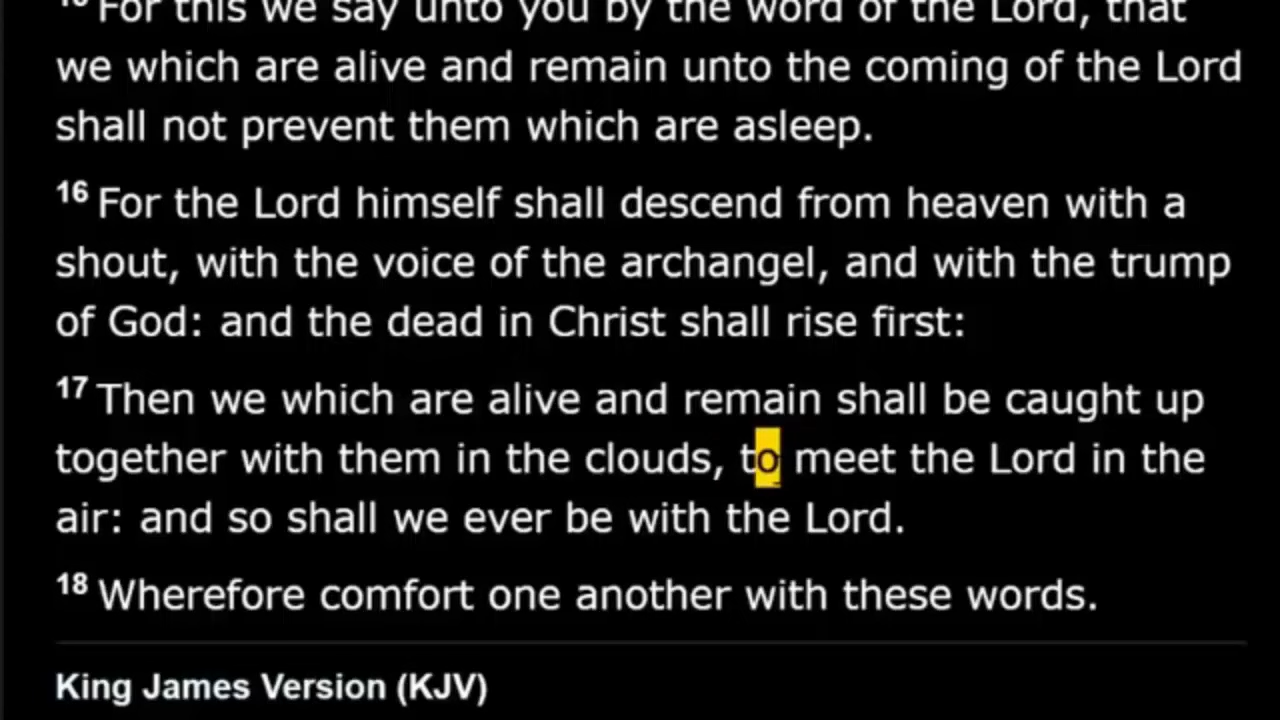 15 For this we say unto you by the word of the Lord, that
we which are alive and remain unto the coming of the Lord
shall not prevent them which are asleep.
16 For the Lord himself shall descend from heaven with a
shout, with the voice of the archangel, and with the trump
of God: and the dead in Christ shall rise first:
17 Then we which are alive and remain shall be caught up
together with them in the clouds, to meet the Lord in the
air: and so shall we ever be with the Lord.
18 Wherefore comfort one another with these words.
King James Version (KJV)